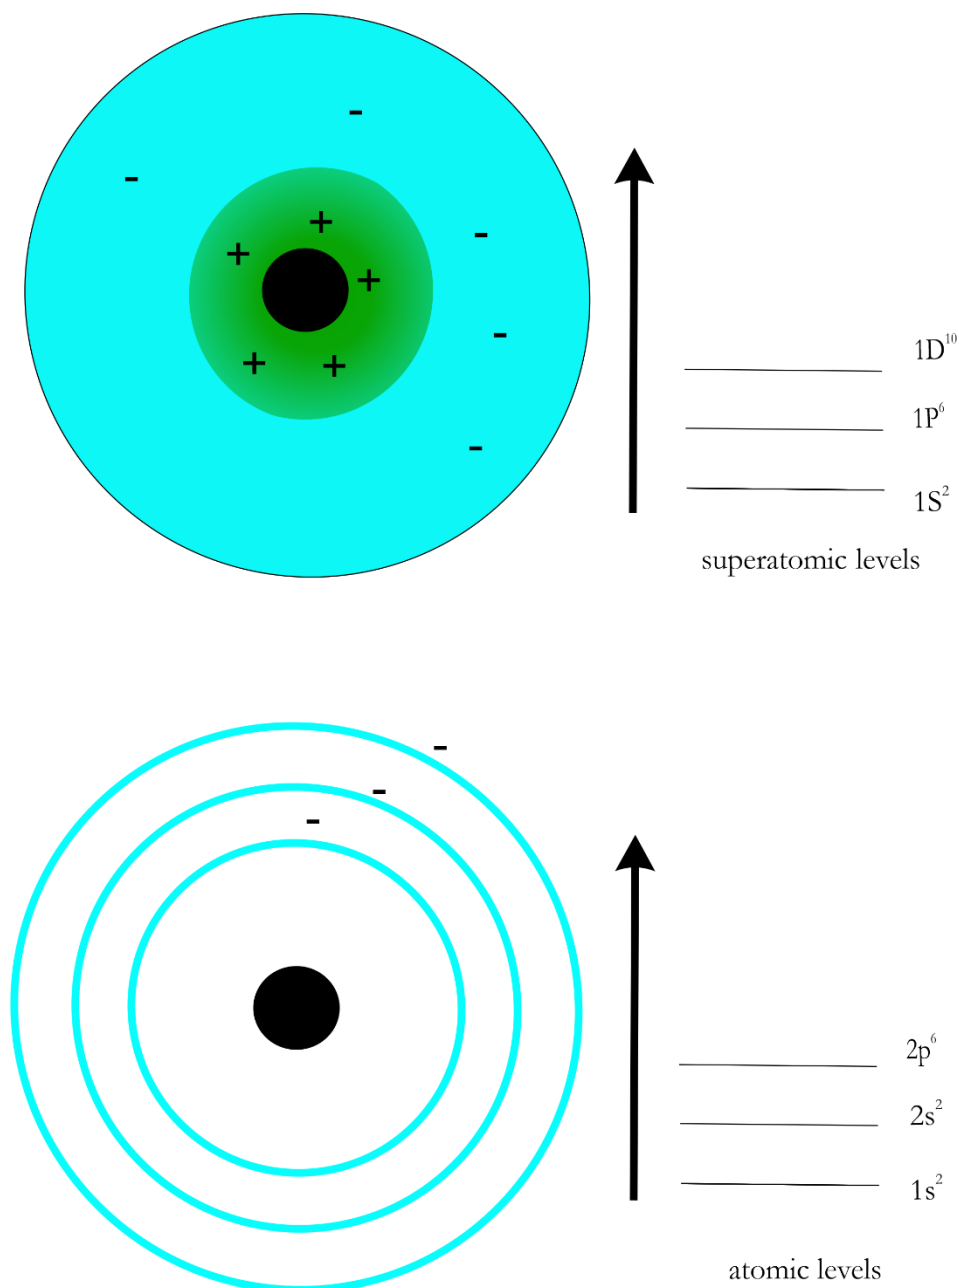 -
-
+
-
+
+
-
+
+
-
1D¹⁰
1P⁶
1S²
superatomic levels
-
-
-
2p⁶
2s²
1s²
atomic levels